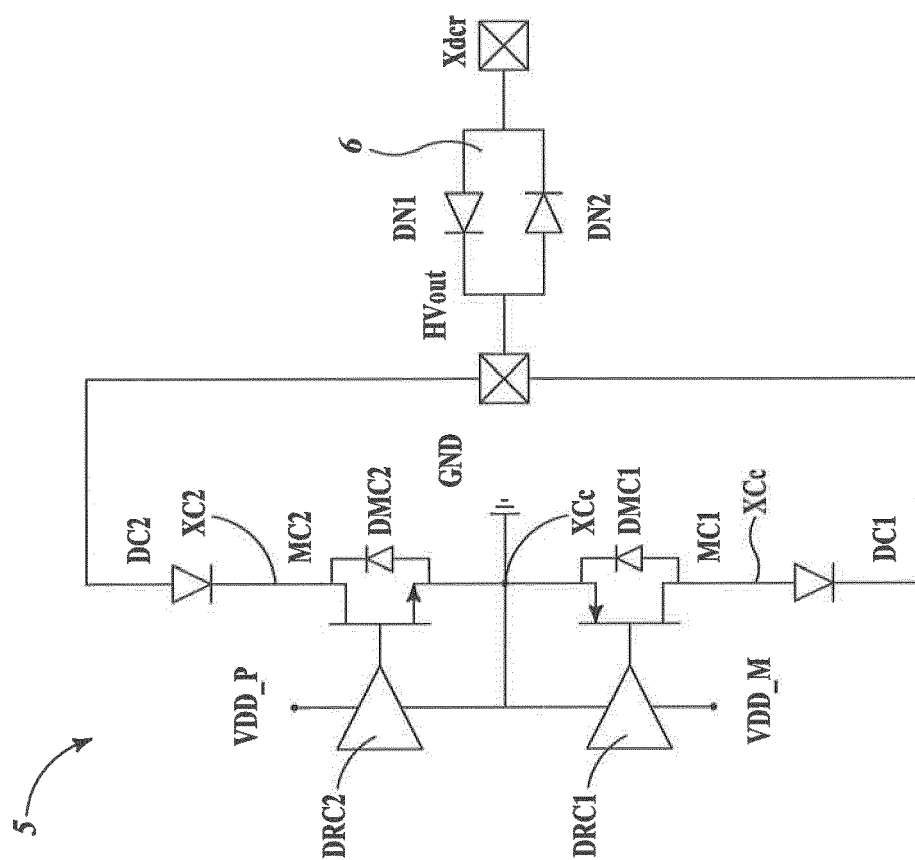 5
DC2
XC2
MC2
DMC2
VDD_P
DRC2
GND
XCc
DMC1
MC1
XCc
DC1
VDD_M
DRC1
HVout
DN1
DN2
6
Xdcr